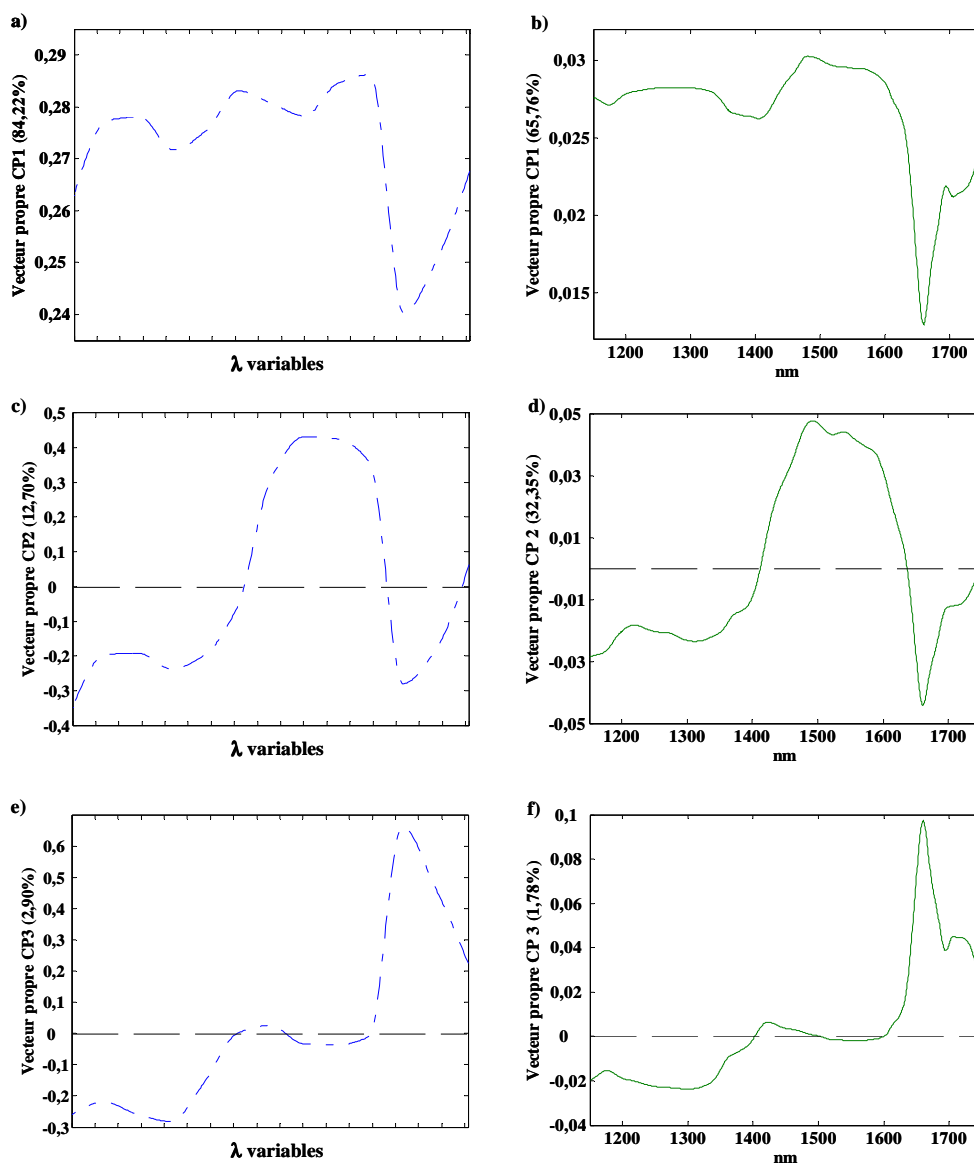 a)
Vecteur propre CP1 (84,22%)
0,29
0,28
0,27
0,26
0,25
0,24
λ variables
b)
Vecteur propre CP1 (65,76%)
0,03
0,025
0,02
0,015
1200 1300 1400 1500 1600 1700
nm
c)
Vecteur propre CP2 (12,70%)
0,5
0,4
0,3
0,2
0,1
0
-0,1
-0,2
-0,3
-0,4
λ variables
d)
Vecteur propre CP 2 (32,35%)
0,05
0,03
0,01
-0,01
-0,03
-0,05
1200 1300 1400 1500 1600 1700
nm
e)
Vecteur propre CP3 (2,90%)
0,6
0,5
0,4
0,3
0,2
0,1
0
-0,1
-0,2
-0,3
λ variables
f)
Vecteur propre CP 3 (1,78%)
0,1
0,08
0,06
0,04
0,02
0
-0,02
-0,04
1200 1300 1400 1500 1600 1700
nm